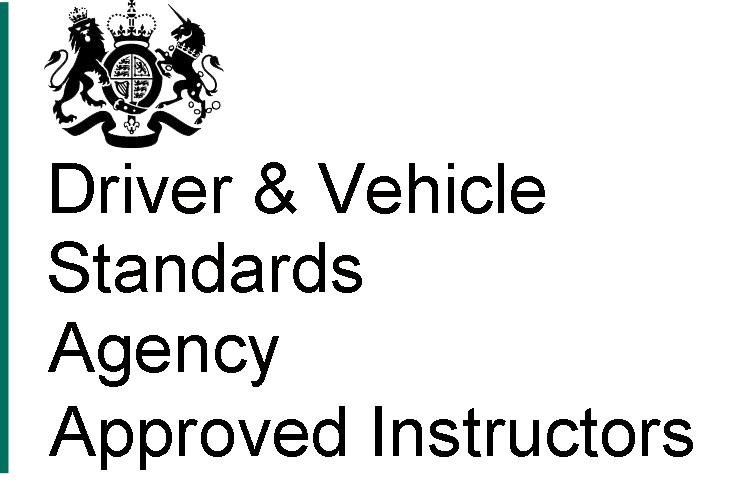 Driver & Vehicle
Standards
Agency
Approved Instructors